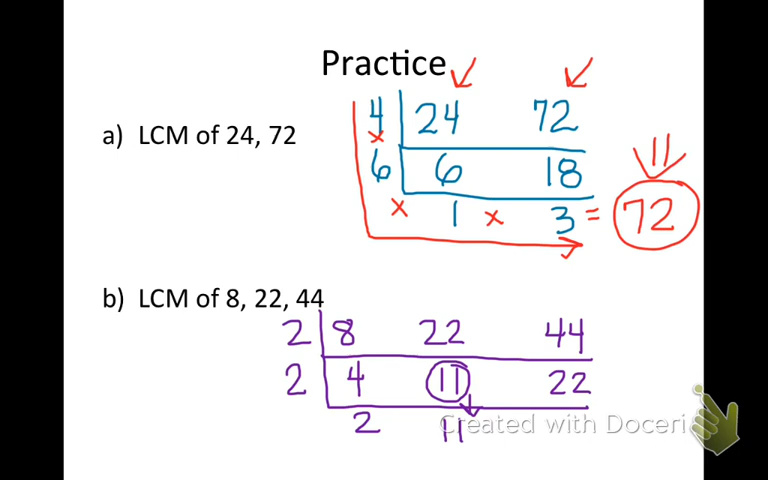 Practice
a) LCM of 24, 72
4 24 72
× 
6 6 18
× 1 × 3 = 72
b) LCM of 8, 22, 44
2 8 22 44
2 4 11 22
2 11
Created with Doceri